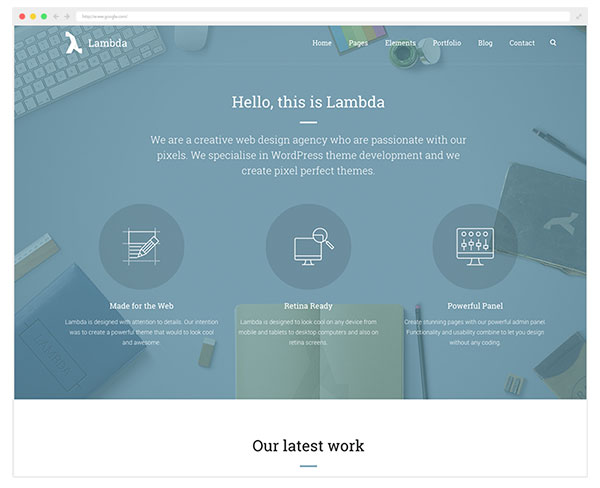 http://www.google.com/
Lambda
Home Pages Elements Portfolio Blog Contact
Hello, this is Lambda
We are a creative web design agency who are passionate with our
pixels. We specialise in WordPress theme development and we
create pixel perfect themes.
Made for the Web
Lambda is designed with attention to details. Our intention
was to create a powerful theme that would to look cool
and awesome.
Retina Ready
Lambda is designed to look cool on any device from
mobile and tablets to desktop computers and also on
retina screens.
Powerful Panel
Create stunning pages with our powerful admin panel.
Functionality and usability combine to let you design
without any coding.
LAMBDA
Our latest work